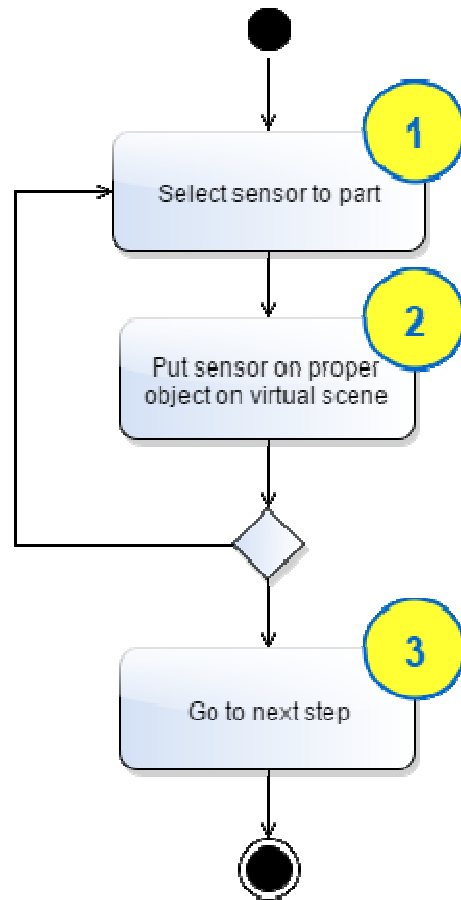 1
Select sensor to part
2
Put sensor on proper
object on virtual scene
3
Go to next step